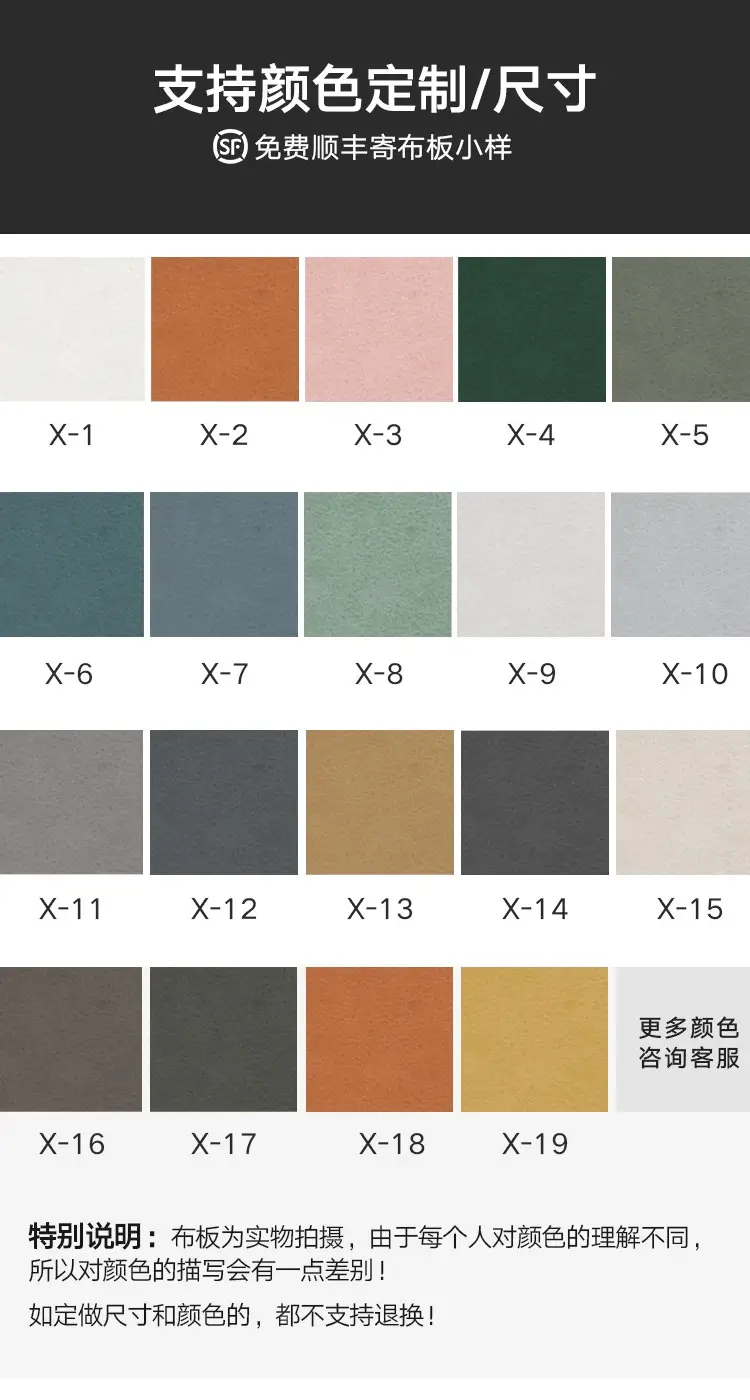 支持颜色定制/尺寸
SF 免费顺丰寄布板小样
X-1 X-2 X-3 X-4 X-5
X-6 X-7 X-8 X-9 X-10
X-11 X-12 X-13 X-14 X-15
更多颜色
咨询客服
X-16 X-17 X-18 X-19
特别说明：布板为实物拍摄，由于每个人对颜色的理解不同，
所以对颜色的描写会有一点差别！
如定做尺寸和颜色的，都不支持退换！